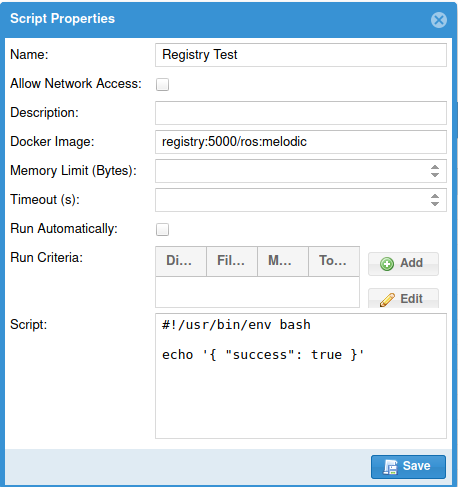 Script Properties
Name: Registry Test
Allow Network Access:
Description:
Docker Image: registry:5000/ros:melodic
Memory Limit (Bytes):
Timeout (s):
Run Automatically:
Run Criteria: Di... Fil... M... To... Add
Edit
Script: #!/usr/bin/env bash
echo '{ "success": true }'
Save